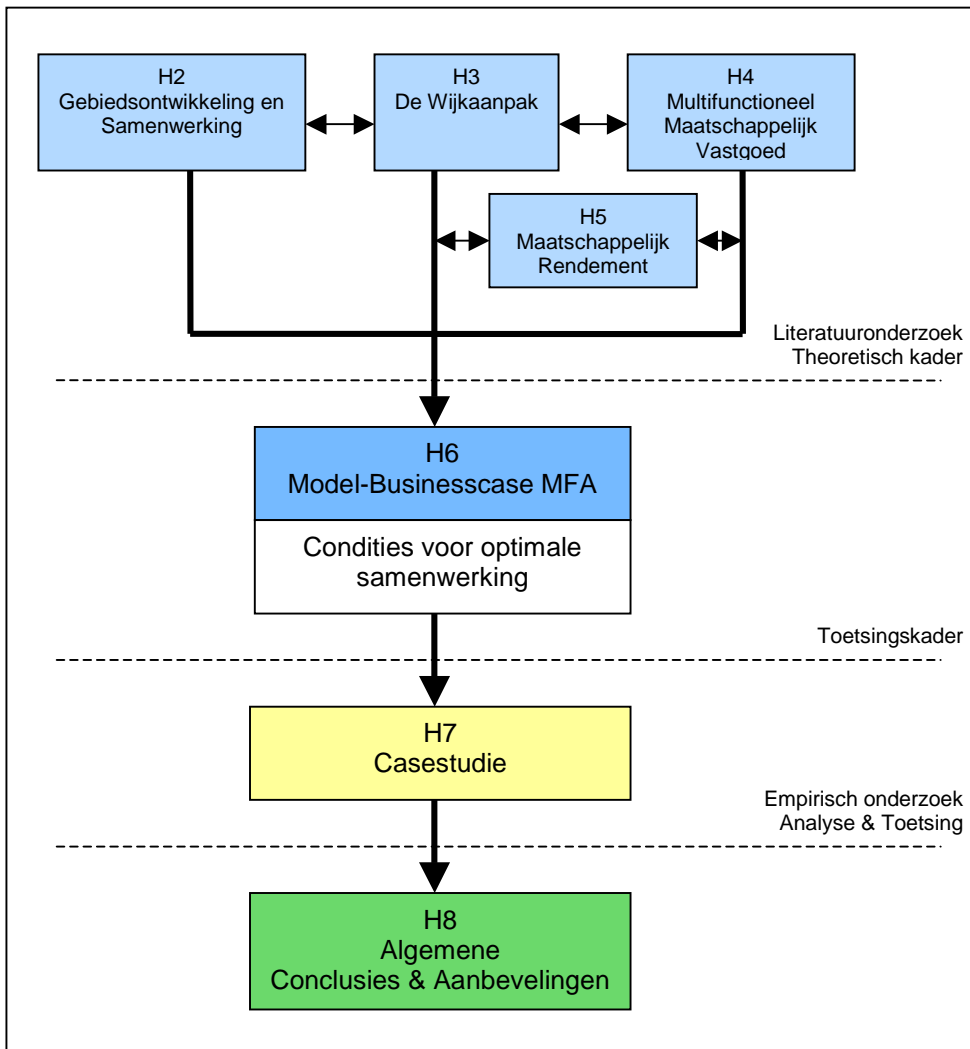 H2
Gebiedsontwikkeling en
Samenwerking
H3
De Wijkaanpak
H4
Multifunctioneel
Maatschappelijk
Vastgoed
H5
Maatschappelijk
Rendement
Literatuuronderzoek
Theoretisch kader
H6
Model-Businesscase MFA
Condities voor optimale
samenwerking
Toetsingskader
H7
Casestudie
Empirisch onderzoek
Analyse & Toetsing
H8
Algemene
Conclusies & Aanbevelingen